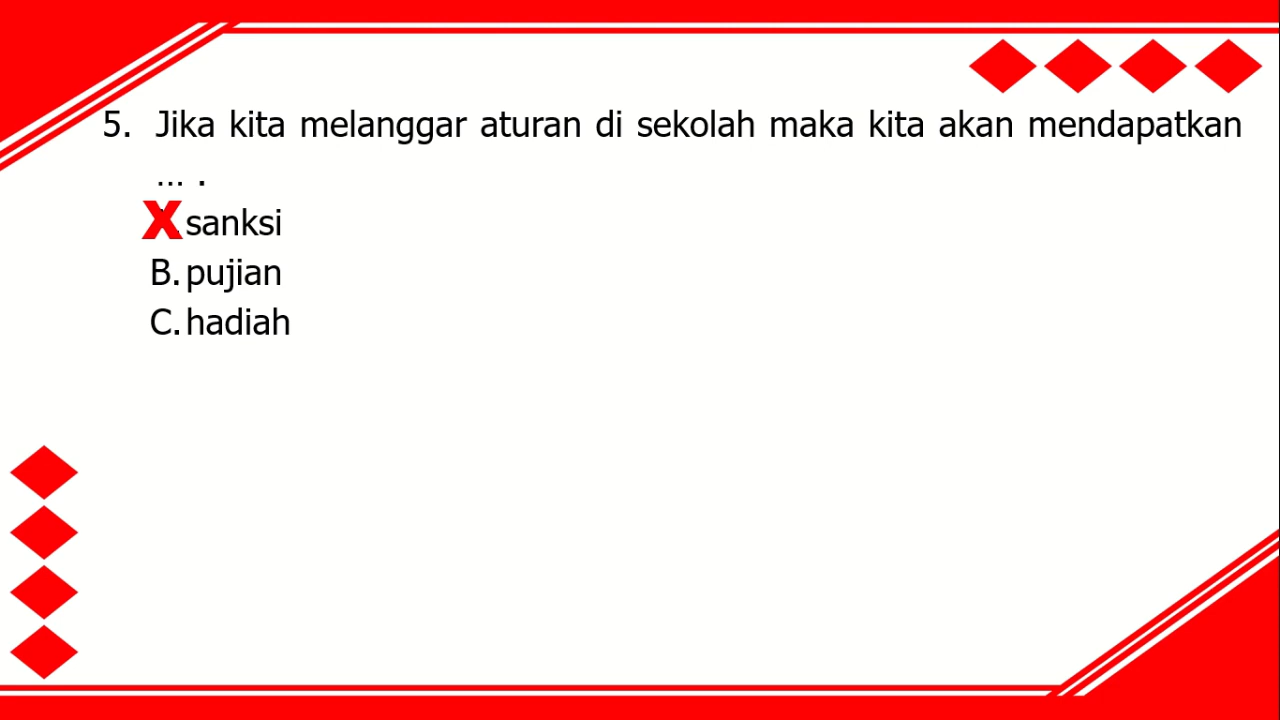 5. Jika kita melanggar aturan di sekolah maka kita akan mendapatkan
... .
X sanksi
B. pujian
C. hadiah